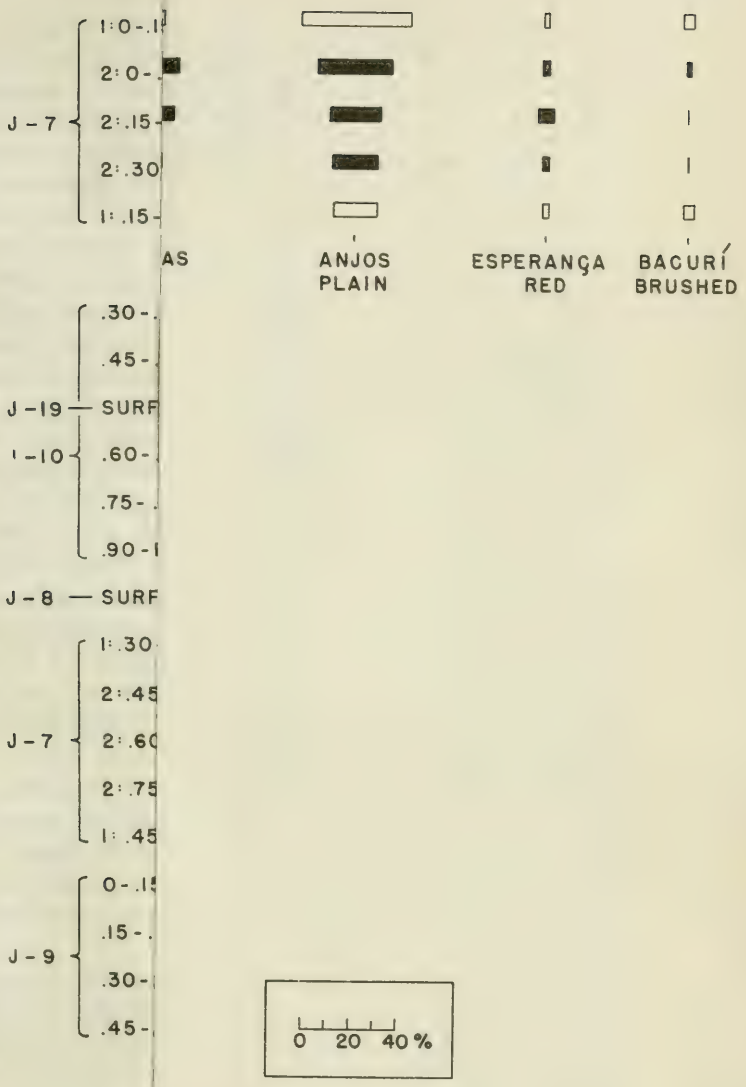 1:0-.1
2:0-.
J-7 2:.15-
2:.30
1:.15-
AS ANJOS PLAIN ESPERANÇA RED BACURÍ BRUSHED
.30-.
.45-.
J-19 — SURF
.60-.
.75-.
.90-1
J-8 — SURF
1:.30
2:.45
J-7 2:.60
2:.75
1:.45
0-.15
.15-.
J-9
.30-
.45-
0 20 40 %